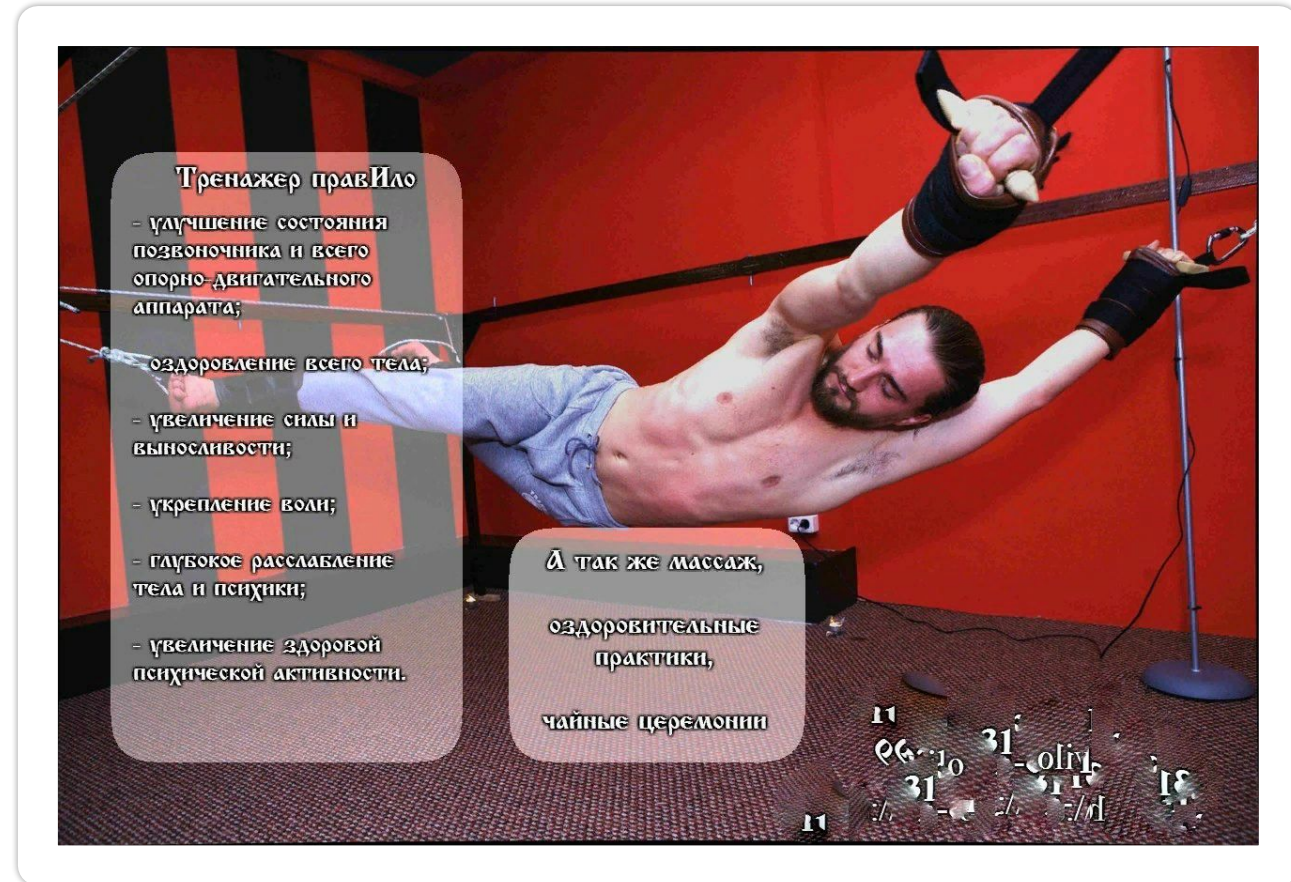 Тренажер правИло
- улучшение состояния
позвоночника и всего
опорно-двигательного
аппарата;
оздоровление всего тела;
- увеличение силы и
выносливости;
- укрепление воли;
- глубокое расслабление
тела и психики;
- увеличение здоровой
психической активности.
А так же массаж,
оздоровительные
практики,
чайные церемонии